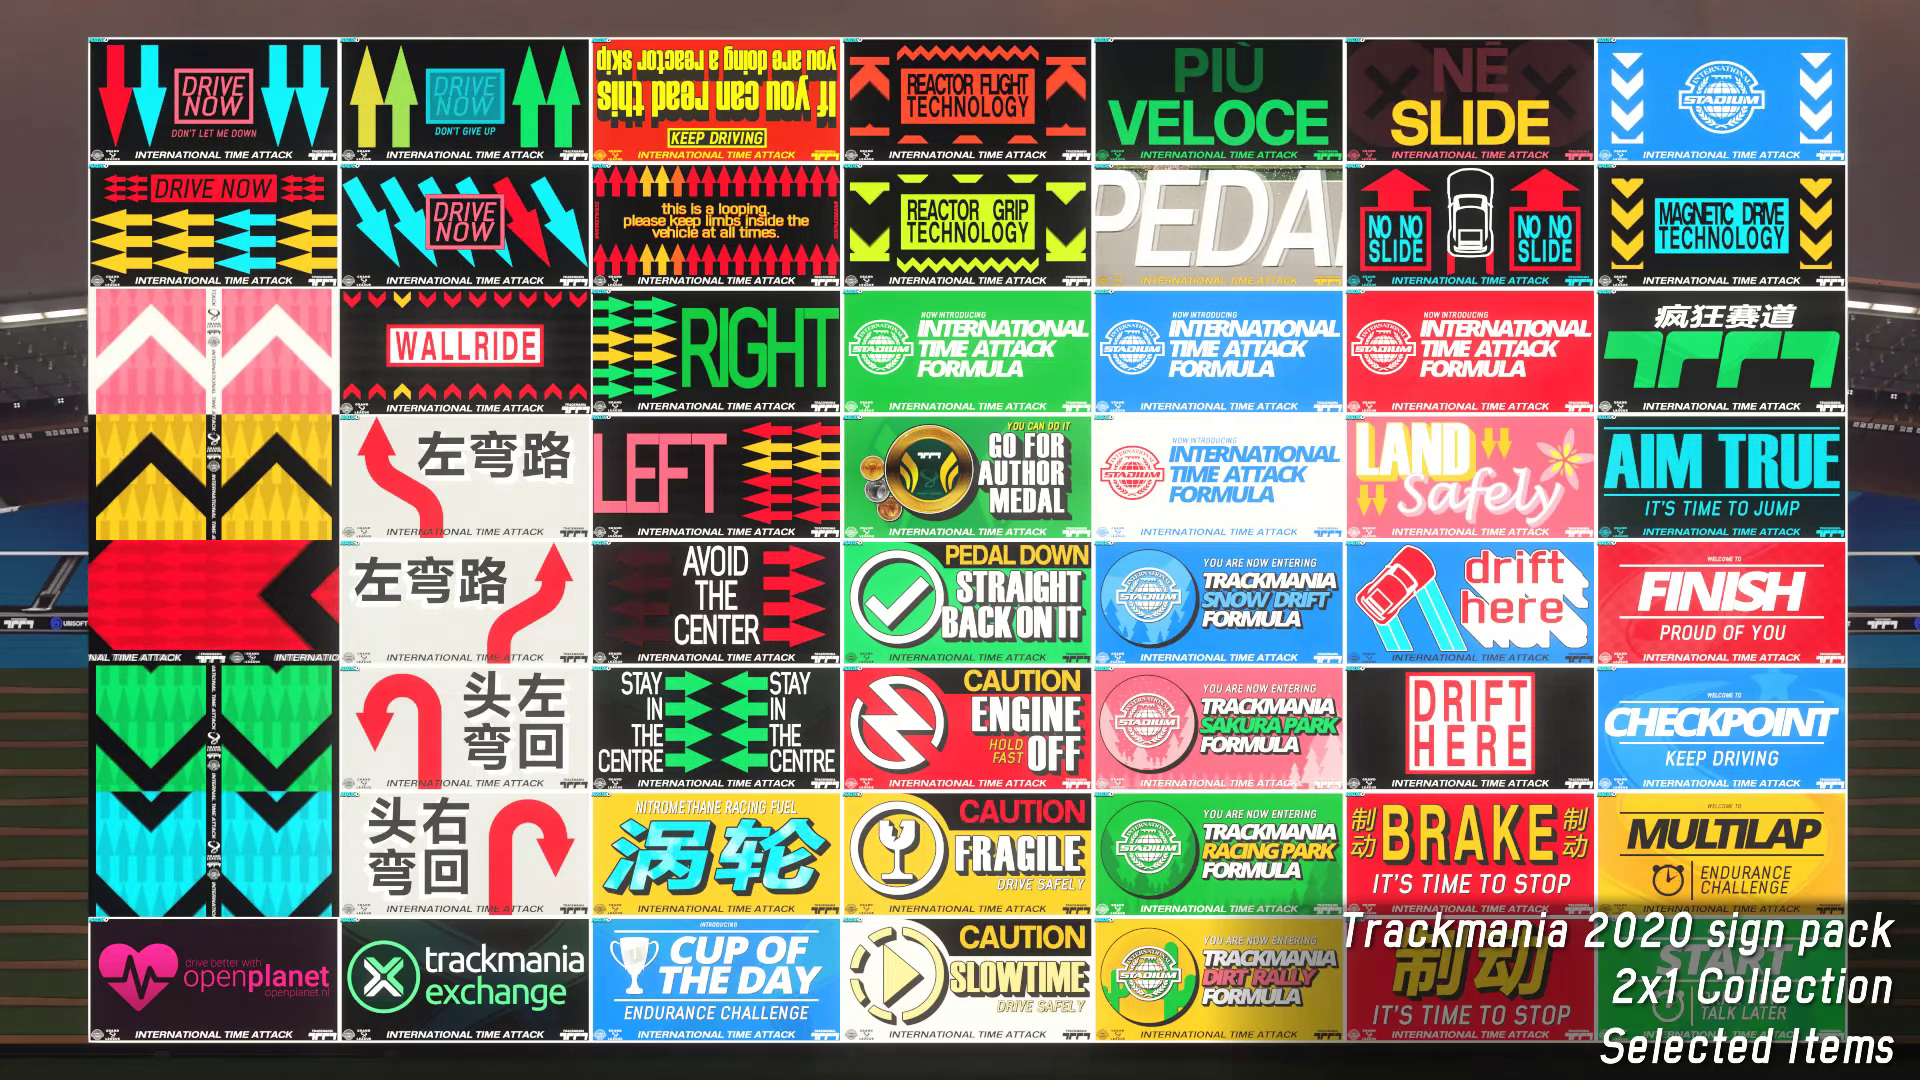 DRIVE
NOW
DON'T LET ME DOWN
INTERNATIONAL TIME ATTACK
DRIVE
NOW
DON'T GIVE UP
INTERNATIONAL TIME ATTACK
If you can read this
you are doing a reactor skip
KEEP DRIVING
INTERNATIONAL TIME ATTACK
REACTOR FLIGHT
TECHNOLOGY
INTERNATIONAL TIME ATTACK
PIÙ
VELOCE
INTERNATIONAL TIME ATTACK
NÉ
SLIDE
INTERNATIONAL TIME ATTACK
INTERNATIONAL
STADIUM
INTERNATIONAL TIME ATTACK
DRIVE NOW
INTERNATIONAL TIME ATTACK
DRIVE
NOW
INTERNATIONAL TIME ATTACK
this is a looping.
please keep limbs inside the
vehicle at all times.
INTERNATIONAL TIME ATTACK
REACTOR GRIP
TECHNOLOGY
INTERNATIONAL TIME ATTACK
PEDA
INTERNATIONAL TIME ATTACK
NO NO
SLIDE
NO NO
SLIDE
INTERNATIONAL TIME ATTACK
MAGNETIC DRIVE
TECHNOLOGY
INTERNATIONAL TIME ATTACK
WALLRIDE
INTERNATIONAL TIME ATTACK
RIGHT
INTERNATIONAL TIME ATTACK
NOW INTRODUCING
INTERNATIONAL
STADIUM
INTERNATIONAL
TIME ATTACK
FORMULA
INTERNATIONAL TIME ATTACK
NOW INTRODUCING
INTERNATIONAL
STADIUM
INTERNATIONAL
TIME ATTACK
FORMULA
INTERNATIONAL TIME ATTACK
NOW INTRODUCING
INTERNATIONAL
STADIUM
INTERNATIONAL
TIME ATTACK
FORMULA
INTERNATIONAL TIME ATTACK
疯狂赛道
INTERNATIONAL TIME ATTACK
左弯路
INTERNATIONAL TIME ATTACK
LEFT
INTERNATIONAL TIME ATTACK
YOU CAN DO IT
GO FOR
AUTHOR
MEDAL
INTERNATIONAL TIME ATTACK
NOW INTRODUCING
INTERNATIONAL
STADIUM
INTERNATIONAL
TIME ATTACK
FORMULA
INTERNATIONAL TIME ATTACK
LAND
Safely
INTERNATIONAL TIME ATTACK
AIM TRUE
IT'S TIME TO JUMP
INTERNATIONAL TIME ATTACK
NAL TIME ATTACK
INTERNATIO
左弯路
INTERNATIONAL TIME ATTACK
AVOID
THE
CENTER
INTERNATIONAL TIME ATTACK
PEDAL DOWN
STRAIGHT
BACK ON IT
INTERNATIONAL TIME ATTACK
YOU ARE NOW ENTERING
INTERNATIONAL
STADIUM
TRACKMANIA
SNOW DRIFT
FORMULA
INTERNATIONAL TIME ATTACK
drift
here
INTERNATIONAL TIME ATTACK
WELCOME TO
FINISH
PROUD OF YOU
INTERNATIONAL TIME ATTACK
UBISOFT
头左
弯回
INTERNATIONAL TIME ATTACK
STAY
IN
THE
CENTRE
STAY
IN
THE
CENTRE
INTERNATIONAL TIME ATTACK
CAUTION
ENGINE
HOLD
FAST
OFF
INTERNATIONAL TIME ATTACK
YOU ARE NOW ENTERING
INTERNATIONAL
STADIUM
TRACKMANIA
SAKURA PARK
FORMULA
INTERNATIONAL TIME ATTACK
DRIFT
HERE
INTERNATIONAL TIME ATTACK
WELCOME TO
CHECKPOINT
KEEP DRIVING
INTERNATIONAL TIME ATTACK
头右
弯回
INTERNATIONAL TIME ATTACK
NITROMETHANE RACING FUEL
涡轮
INTERNATIONAL TIME ATTACK
CAUTION
FRAGILE
DRIVE SAFELY
INTERNATIONAL TIME ATTACK
YOU ARE NOW ENTERING
INTERNATIONAL
STADIUM
TRACKMANIA
RACING PARK
FORMULA
INTERNATIONAL TIME ATTACK
制动
BRAKE
制动
IT'S TIME TO STOP
INTERNATIONAL TIME ATTACK
WELCOME TO
MULTILAP
ENDURANCE
CHALLENGE
drive better with
openplanet
openplanet.nl
INTERNATIONAL TIME ATTACK
trackmania
exchange
INTERNATIONAL TIME ATTACK
INTRODUCING
CUP OF
THE DAY
ENDURANCE CHALLENGE
INTERNATIONAL TIME ATTACK
CAUTION
SLOWTIME
DRIVE SAFELY
INTERNATIONAL TIME ATTACK
YOU ARE NOW ENTERING
INTERNATIONAL
STADIUM
TRACKMANIA
DIRT RALLY
FORMULA
INTERNATIONAL TIME ATTACK
制动
IT'S TIME TO STOP
INTERNATIONAL TIME ATTACK
START
TALK LATER
Trackmania 2020 sign pack
2x1 Collection
Selected Items